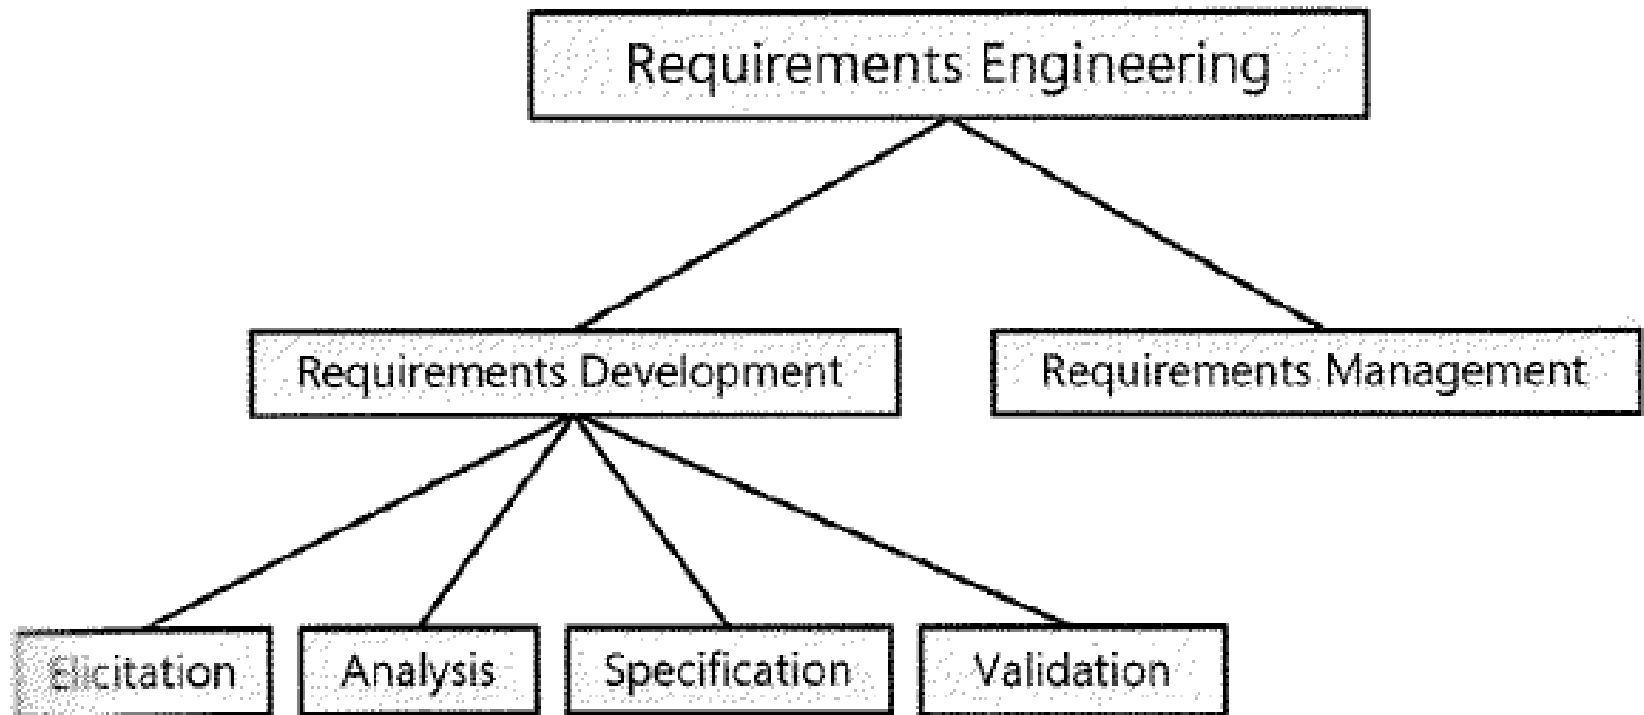 Requirements Engineering
Requirements Development
Requirements Management
Elicitation
Analysis
Specification
Validation